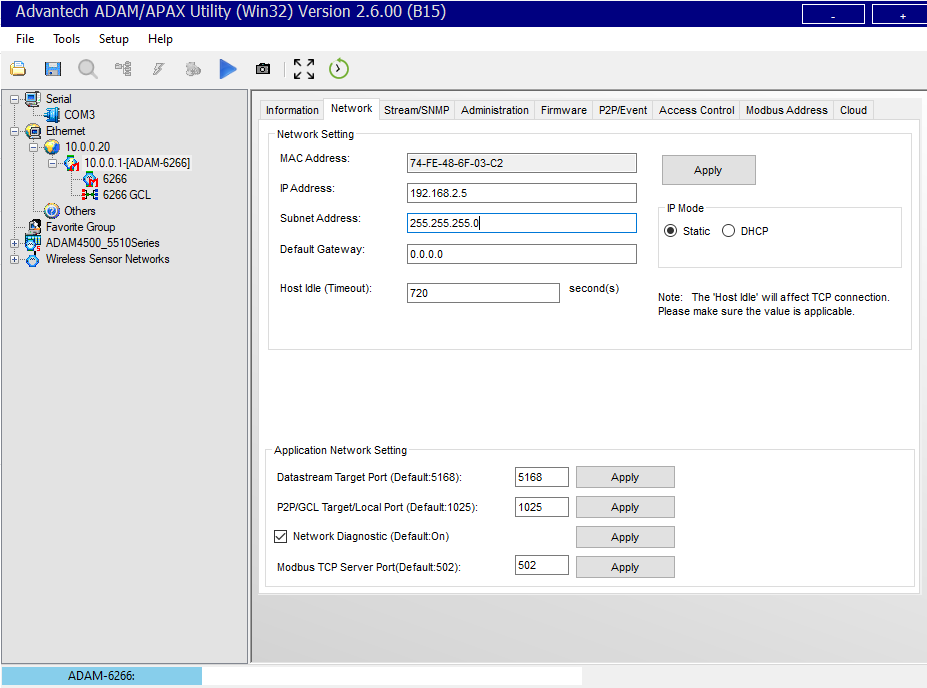 Advantech ADAM/APAX Utility (Win32) Version 2.6.00 (B15)
- +
File Tools Setup Help
Serial
COM3
Ethernet
10.0.0.20
10.0.0.1-[ADAM-6266]
6266
6266 GCL
Others
Favorite Group
ADAM4500_5510Series
Wireless Sensor Networks
Information Network Stream/SNMP Administration Firmware P2P/Event Access Control Modbus Address Cloud
Network Setting
MAC Address: 74-FE-48-6F-03-C2
Apply
IP Address: 192.168.2.5
Subnet Address: 255.255.255.0
Default Gateway: 0.0.0.0
Host Idle (Timeout): 720 second(s)
IP Mode
Static DHCP
Note: The 'Host Idle' will affect TCP connection.
Please make sure the value is applicable.
Application Network Setting
Datastream Target Port (Default:5168): 5168 Apply
P2P/GCL Target/Local Port (Default:1025): 1025 Apply
Network Diagnostic (Default:On) Apply
Modbus TCP Server Port(Default:502): 502 Apply
ADAM-6266: